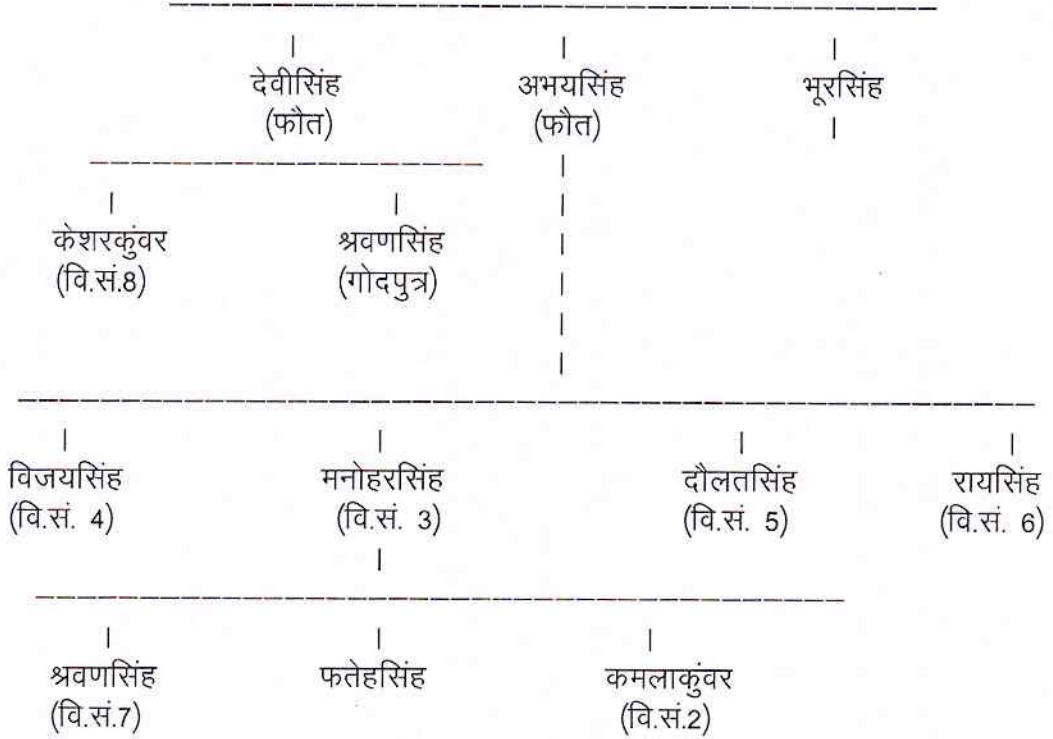 देवीसिंह अभयसिंह भूरसिंह
(फौत) (फौत)
केशरकुंवर श्रवणसिंह
(वि.सं.8) (गोदपुत्र)
विजयसिंह मनोहरसिंह दौलतसिंह रायसिंह
(वि.सं. 4) (वि.सं. 3) (वि.सं. 5) (वि.सं. 6)
श्रवणसिंह फतेहसिंह कमलाकुंवर
(वि.सं.7) (वि.सं.2)